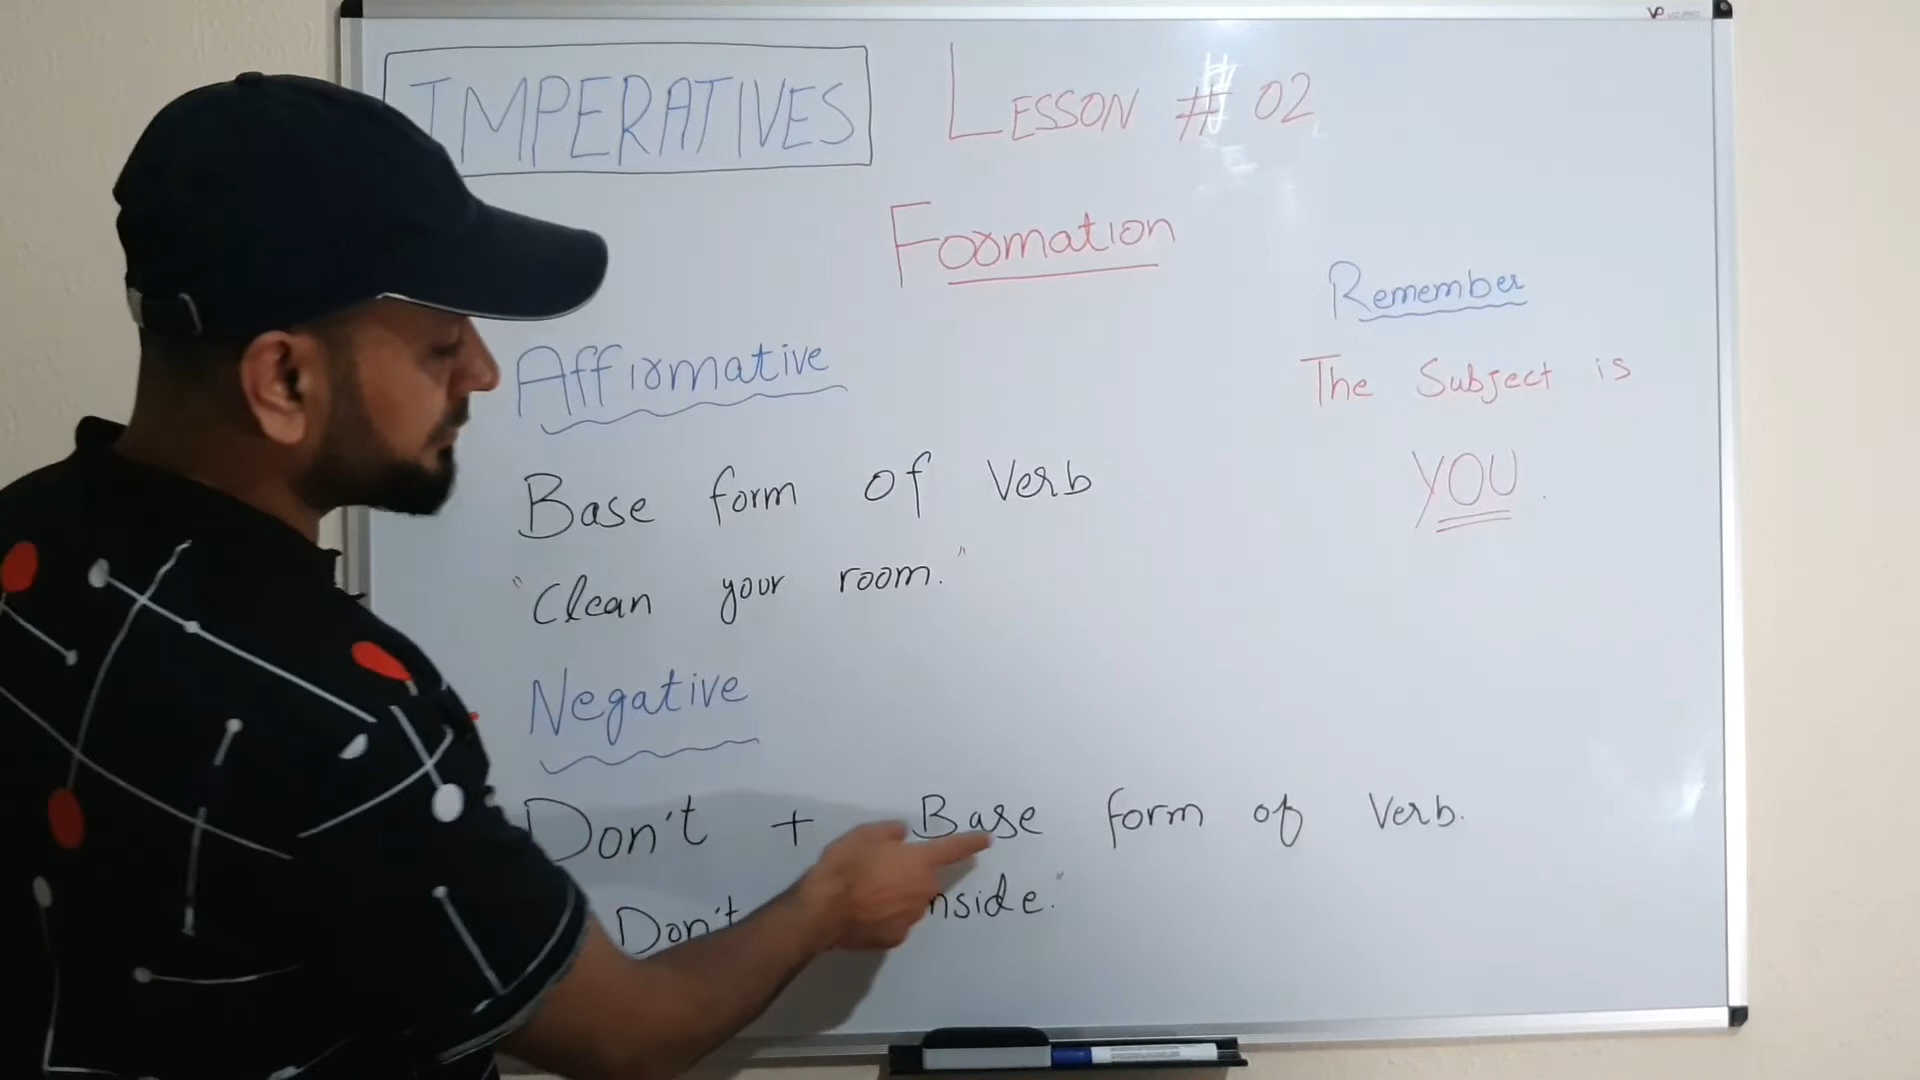 IMPERATIVES LESSON # 02
Formation
Remember
The Subject is
YOU.
Affirmative
Base form of Verb
"Clean your room."
Negative
Don't + Base form of Verb.
Don't nside."